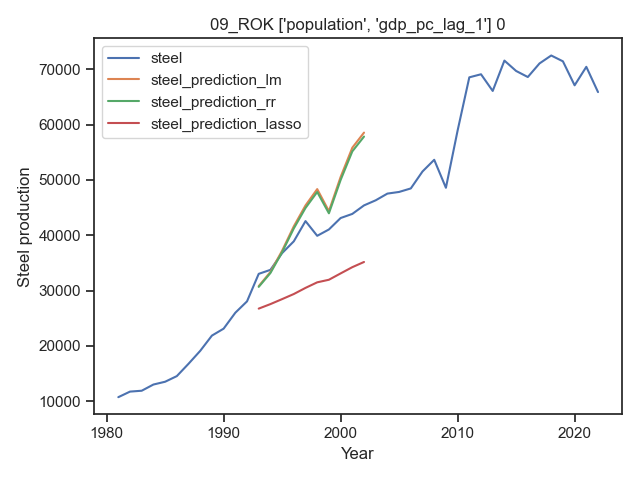 09_ROK ['population', 'gdp_pc_lag_1'] 0
steel
steel_prediction_lm
steel_prediction_rr
steel_prediction_lasso
Steel production
70000
60000
50000
40000
30000
20000
10000
1980 1990 2000 2010 2020
Year